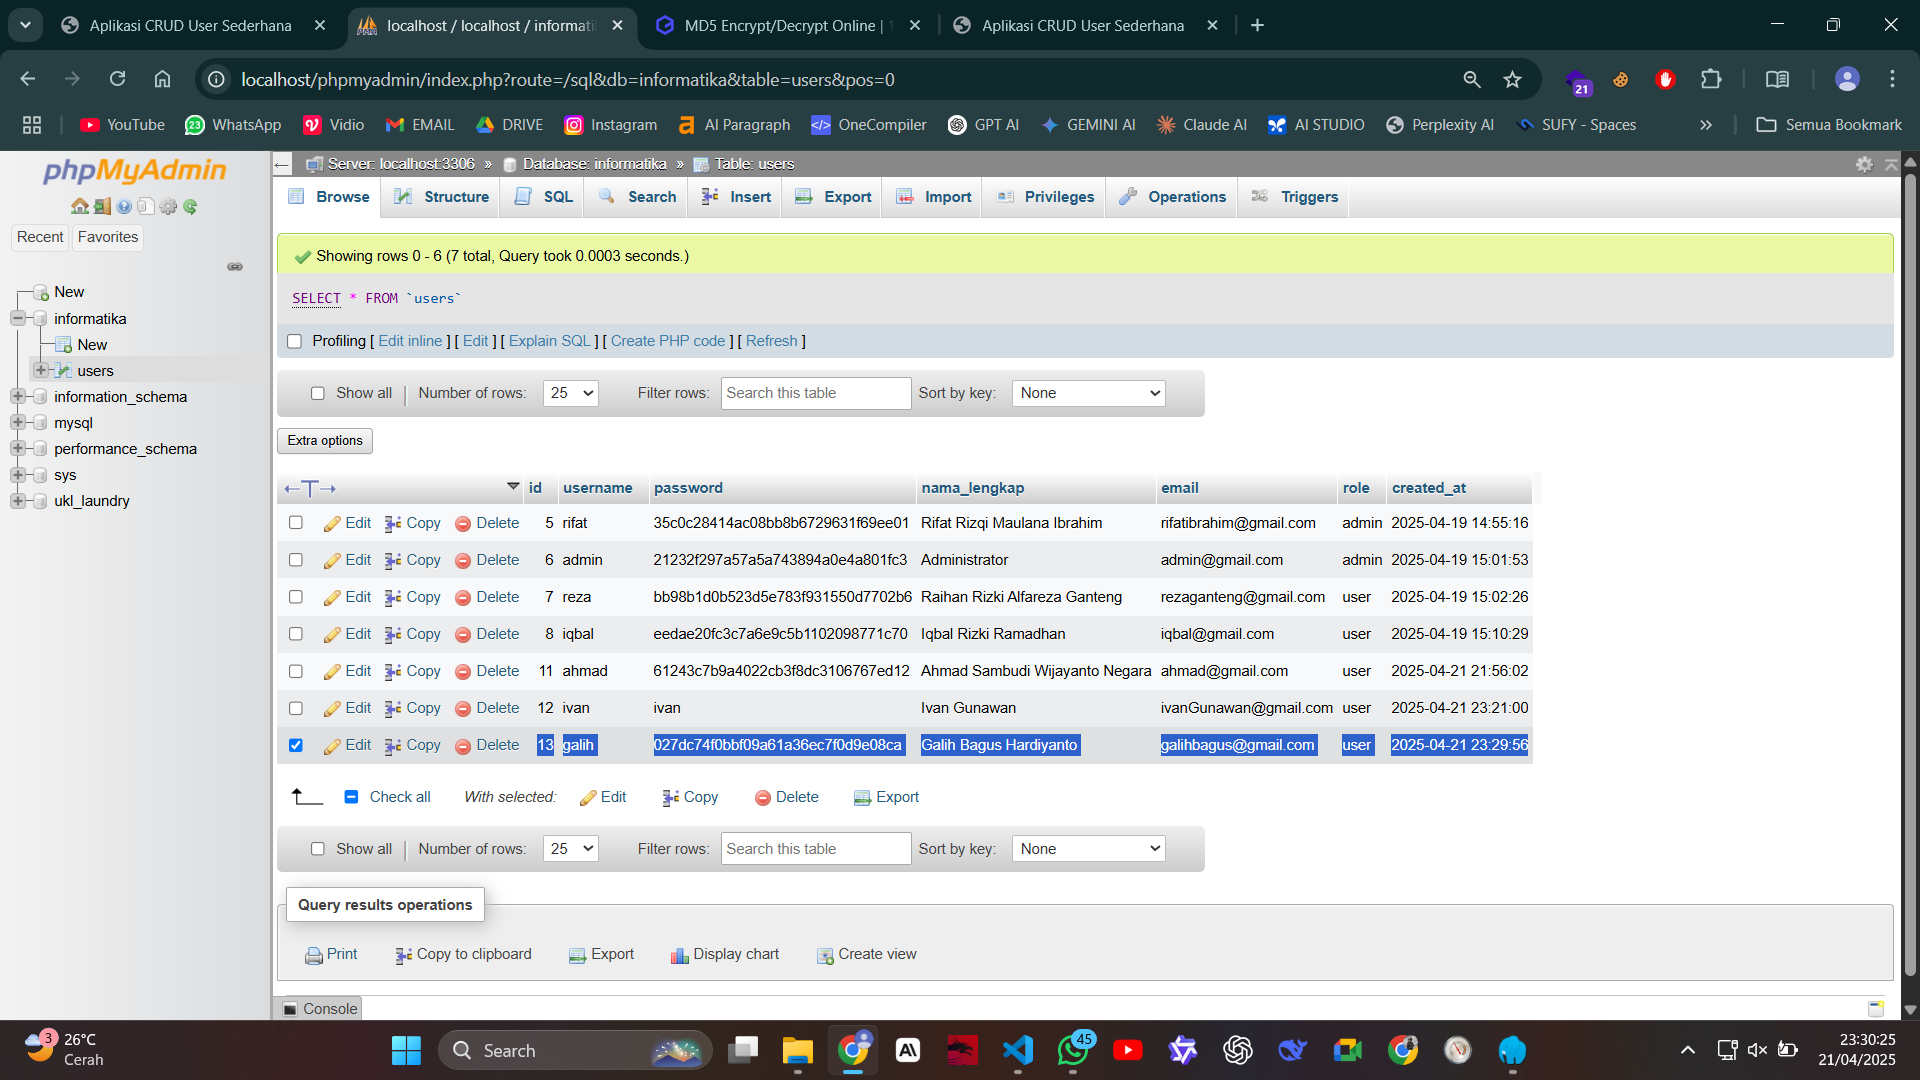 Aplikasi CRUD User Sederhana
localhost / localhost / informati
MD5 Encrypt/Decrypt Online |
Aplikasi CRUD User Sederhana
localhost/phpmyadmin/index.php?route=/sql&db=informatika&table=users&pos=0
21
YouTube
23
WhatsApp
Vidio
EMAIL
DRIVE
Instagram
AI Paragraph
OneCompiler
GPT AI
GEMINI AI
Claude AI
AI STUDIO
Perplexity AI
SUFY - Spaces
»
Semua Bookmark
phpMyAdmin
Recent
Favorites
New
informatika
New
users
information_schema
mysql
performance_schema
sys
ukl_laundry
Server: localhost:3306 » Database: informatika » Table: users
Browse
Structure
SQL
Search
Insert
Export
Import
Privileges
Operations
Triggers
Showing rows 0 - 6 (7 total, Query took 0.0003 seconds.)
SELECT * FROM `users`
Profiling [ Edit inline ] [ Edit ] [ Explain SQL ] [ Create PHP code ] [ Refresh ]
Show all | Number of rows: 25 Filter rows: Search this table Sort by key: None
Extra options
←T→ id username password nama_lengkap email role created_at
Edit Copy Delete 5 rifat 35c0c28414ac08bb8b6729631f69ee01 Rifat Rizqi Maulana Ibrahim rifatibrahim@gmail.com admin 2025-04-19 14:55:16
Edit Copy Delete 6 admin 21232f297a57a5a743894a0e4a801fc3 Administrator admin@gmail.com admin 2025-04-19 15:01:53
Edit Copy Delete 7 reza bb98b1d0b523d5e783f931550d7702b6 Raihan Rizki Alfareza Ganteng rezaganteng@gmail.com user 2025-04-19 15:02:26
Edit Copy Delete 8 iqbal eedae20fc3c7a6e9c5b1102098771c70 Iqbal Rizki Ramadhan iqbal@gmail.com user 2025-04-19 15:10:29
Edit Copy Delete 11 ahmad 61243c7b9a4022cb3f8dc3106767ed12 Ahmad Sambudi Wijayanto Negara ahmad@gmail.com user 2025-04-21 21:56:02
Edit Copy Delete 12 ivan ivan Ivan Gunawan ivanGunawan@gmail.com user 2025-04-21 23:21:00
Edit Copy Delete 13 galih 027dc74f0bbf09a61a36ec7f0d9e08ca Galih Bagus Hardiyanto galihbagus@gmail.com user 2025-04-21 23:29:56
Check all With selected: Edit Copy Delete Export
Show all | Number of rows: 25 Filter rows: Search this table Sort by key: None
Query results operations
Print Copy to clipboard Export Display chart Create view
Console
3
26°C
Cerah
Search
45
23:30:25
21/04/2025